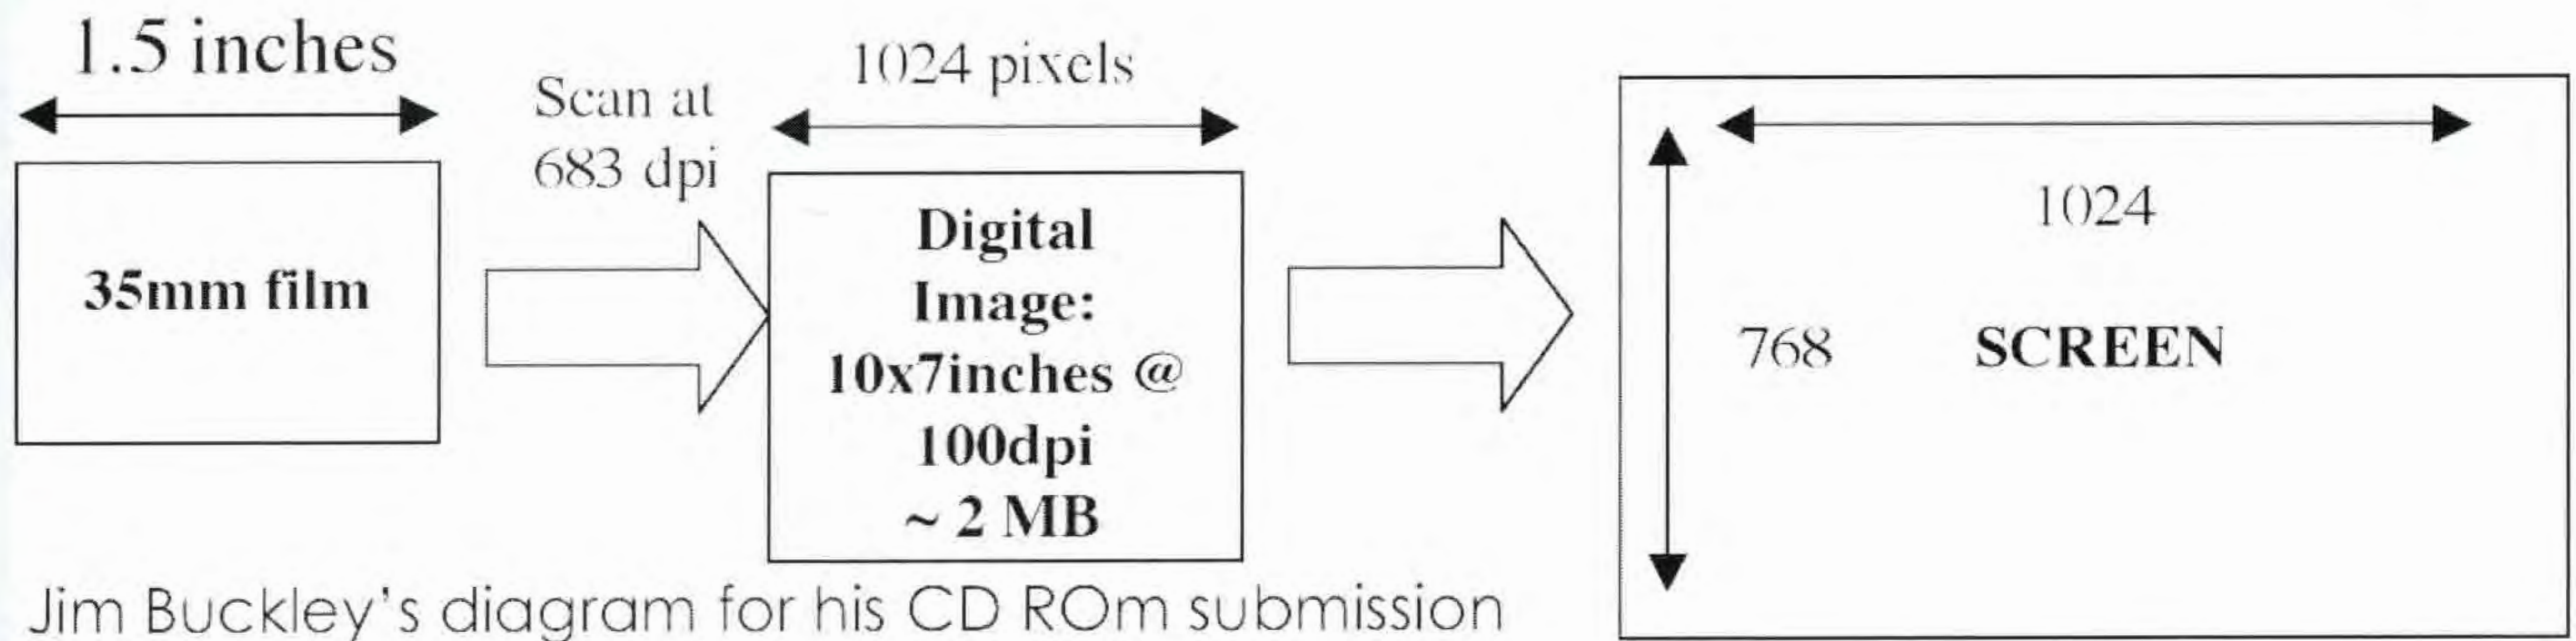 1.5 inches
35mm film
Scan at
683 dpi
1024 pixels
Digital
Image:
10x7inches @
100dpi
~ 2 MB
1024
768
SCREEN
Jim Buckley's diagram for his CD ROm submission